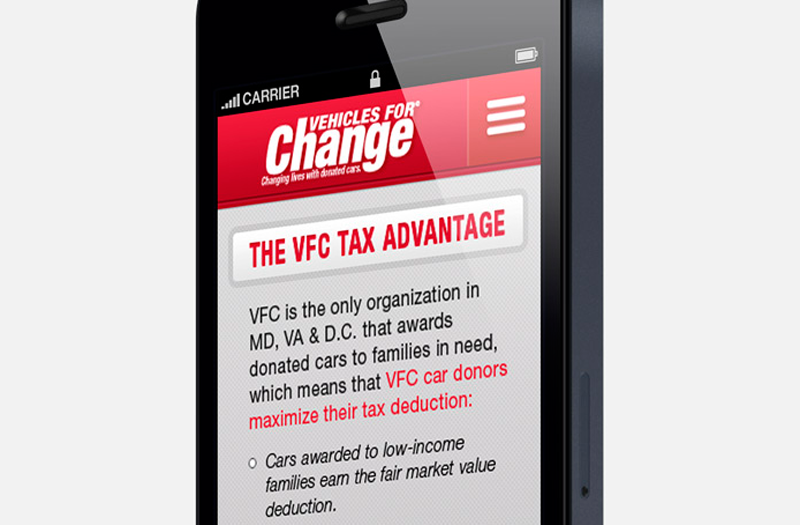 CARRIER
VEHICLES FOR®
Change
Changing lives with donated cars.
THE VFC TAX ADVANTAGE
VFC is the only organization in
MD, VA & D.C. that awards
donated cars to families in need,
which means that VFC car donors
maximize their tax deduction:
Cars awarded to low-income
families earn the fair market value
deduction.